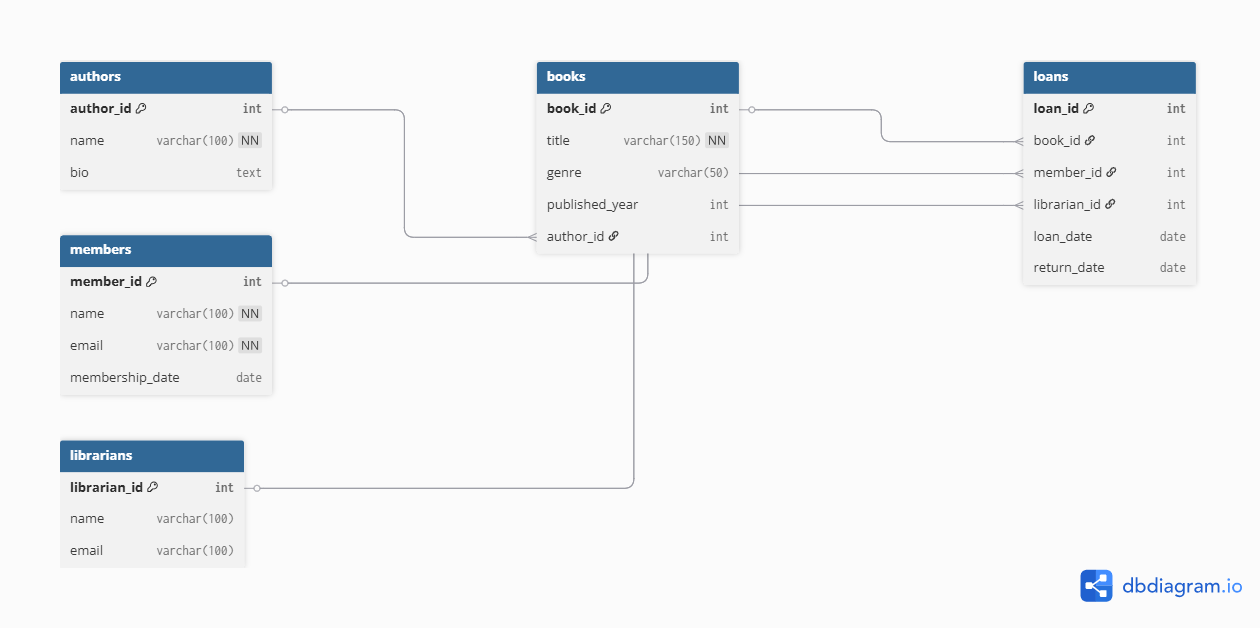 authors
author_id int
name varchar(100) NN
bio text
members
member_id int
name varchar(100) NN
email varchar(100) NN
membership_date date
librarians
librarian_id int
name varchar(100)
email varchar(100)
books
book_id int
title varchar(150) NN
genre varchar(50)
published_year int
author_id int
loans
loan_id int
book_id int
member_id int
librarian_id int
loan_date date
return_date date
dbdiagram.io